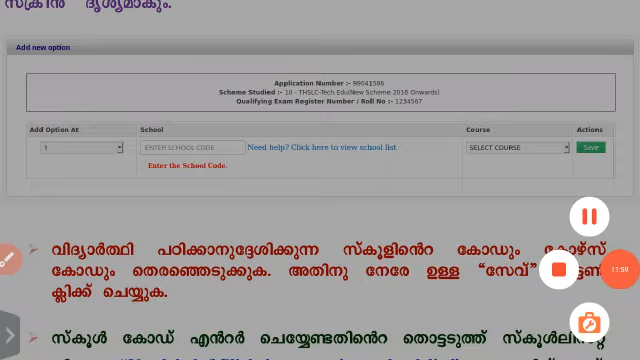 സ്ക്രീൻ ദൃശ്യമാകും.
Add new option
Application Number :- 99041586
Scheme Studied :- 10 - THSLC-Tech.Edu(New Scheme 2016 Onwards)
Qualifying Exam Register Number / Roll No :- 1234567
Add Option At School Course Actions
1 ENTER SCHOOL CODE Need help? Click here to view school list SELECT COURSE Save
Enter the School Code.
വിദ്യാർത്ഥി പഠിക്കാനുദ്ദേശിക്കുന്ന സ്കൂളിൻെറ കോഡും കോഴ്സ്
കോഡും തെരഞ്ഞെടുക്കുക. അതിനു നേരേ ഉള്ള “സേവ്”
ക്ലിക്ക് ചെയ്യുക.
11:59
സ്കൂൾ കോഡ് എൻറർ ചെയ്യേണ്ടതിൻെറ തൊട്ടടുത്ത്